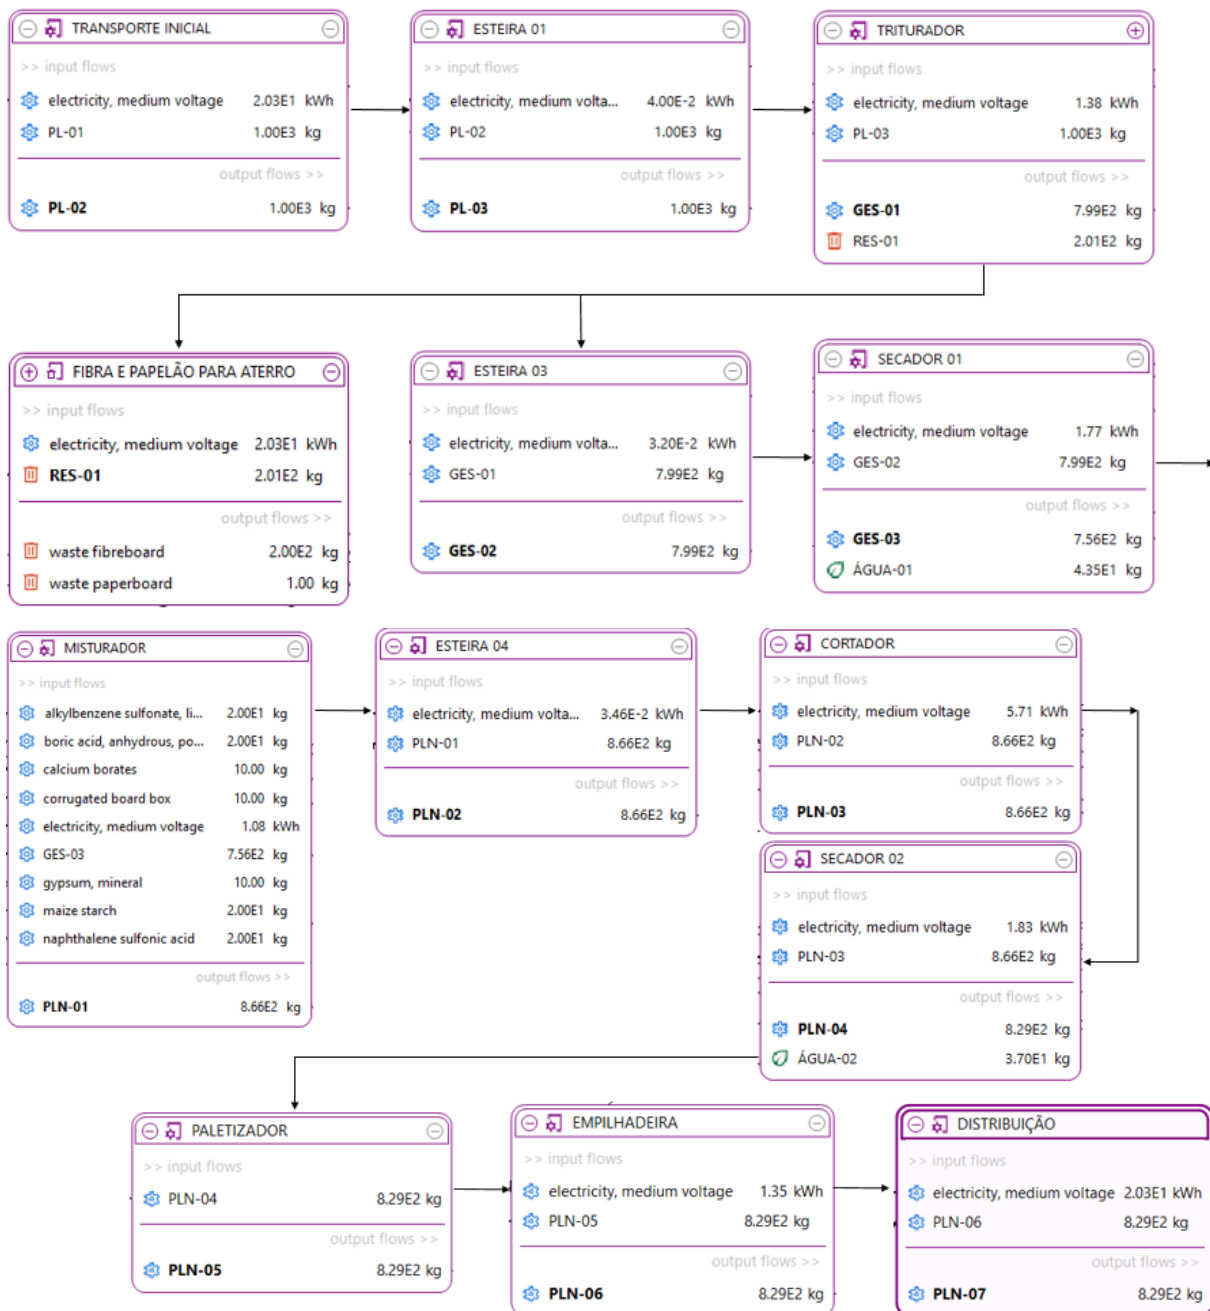 TRANSPORTE INICIAL
>> input flows
electricity, medium voltage 2.03E1 kWh
PL-01 1.00E3 kg
output flows >>
PL-02 1.00E3 kg
ESTEIRA 01
>> input flows
electricity, medium volta... 4.00E-2 kWh
PL-02 1.00E3 kg
output flows >>
PL-03 1.00E3 kg
TRITURADOR
>> input flows
electricity, medium voltage 1.38 kWh
PL-03 1.00E3 kg
output flows >>
GES-01 7.99E2 kg
RES-01 2.01E2 kg
FIBRA E PAPELÃO PARA ATERRO
>> input flows
electricity, medium voltage 2.03E1 kWh
RES-01 2.01E2 kg
output flows >>
waste fibreboard 2.00E2 kg
waste paperboard 1.00 kg
ESTEIRA 03
>> input flows
electricity, medium volta... 3.20E-2 kWh
GES-01 7.99E2 kg
output flows >>
GES-02 7.99E2 kg
SECADOR 01
>> input flows
electricity, medium voltage 1.77 kWh
GES-02 7.99E2 kg
output flows >>
GES-03 7.56E2 kg
ÁGUA-01 4.35E1 kg
MISTURADOR
>> input flows
alkylbenzene sulfonate, li... 2.00E1 kg
boric acid, anhydrous, po... 2.00E1 kg
calcium borates 10.00 kg
corrugated board box 10.00 kg
electricity, medium voltage 1.08 kWh
GES-03 7.56E2 kg
gypsum, mineral 10.00 kg
maize starch 2.00E1 kg
naphthalene sulfonic acid 2.00E1 kg
output flows >>
PLN-01 8.66E2 kg
ESTEIRA 04
>> input flows
electricity, medium volta... 3.46E-2 kWh
PLN-01 8.66E2 kg
output flows >>
PLN-02 8.66E2 kg
CORTADOR
>> input flows
electricity, medium voltage 5.71 kWh
PLN-02 8.66E2 kg
output flows >>
PLN-03 8.66E2 kg
SECADOR 02
>> input flows
electricity, medium voltage 1.83 kWh
PLN-03 8.66E2 kg
output flows >>
PLN-04 8.29E2 kg
ÁGUA-02 3.70E1 kg
PALETIZADOR
>> input flows
PLN-04 8.29E2 kg
output flows >>
PLN-05 8.29E2 kg
EMPILHADEIRA
>> input flows
electricity, medium voltage 1.35 kWh
PLN-05 8.29E2 kg
output flows >>
PLN-06 8.29E2 kg
DISTRIBUIÇÃO
>> input flows
electricity, medium voltage 2.03E1 kWh
PLN-06 8.29E2 kg
output flows >>
PLN-07 8.29E2 kg